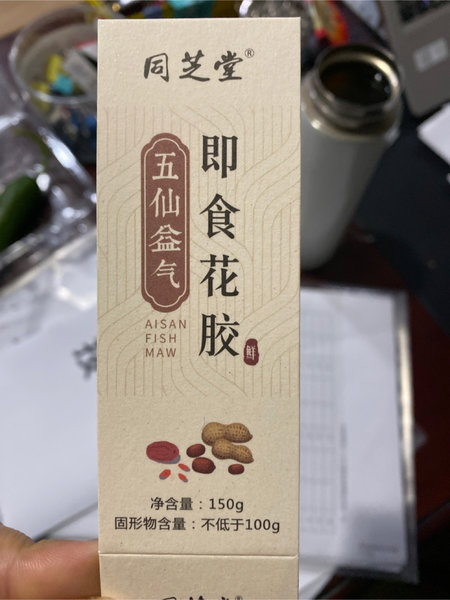 同芝堂®
即食花胶
鲜
五仙益气
AISAN
FISH
MAW
净含量：150g
固形物含量：不低于100g